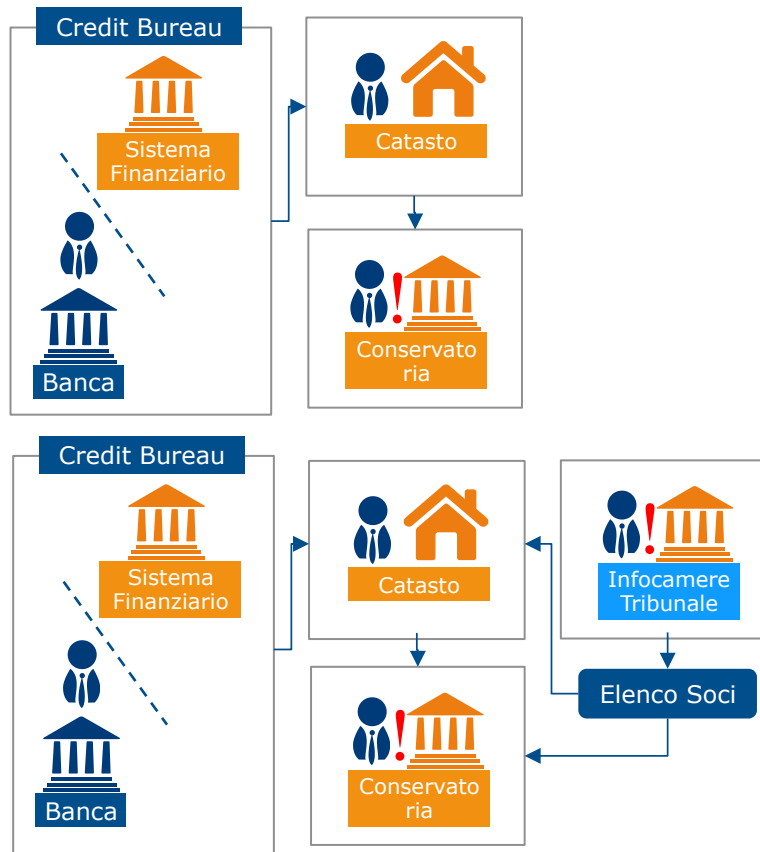 Credit Bureau
Sistema
Finanziario
Banca
Catasto
Conservato
ria
Credit Bureau
Sistema
Finanziario
Banca
Catasto
Conservato
ria
Infocamere
Tribunale
Elenco Soci